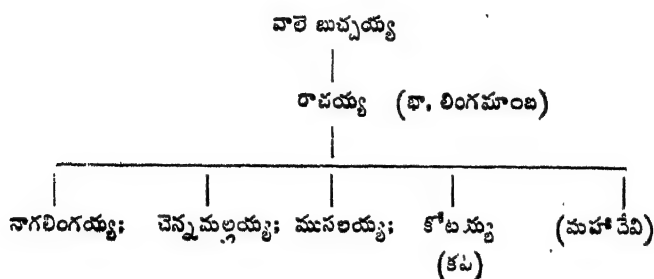 వాలె బుచ్చయ్య
రాచయ్య (భా. లింగమాంబ)
నాగలింగయ్య; చెన్నమల్లయ్య; ముసలయ్య; కోటయ్య (మహాదేవి)
(కవి)